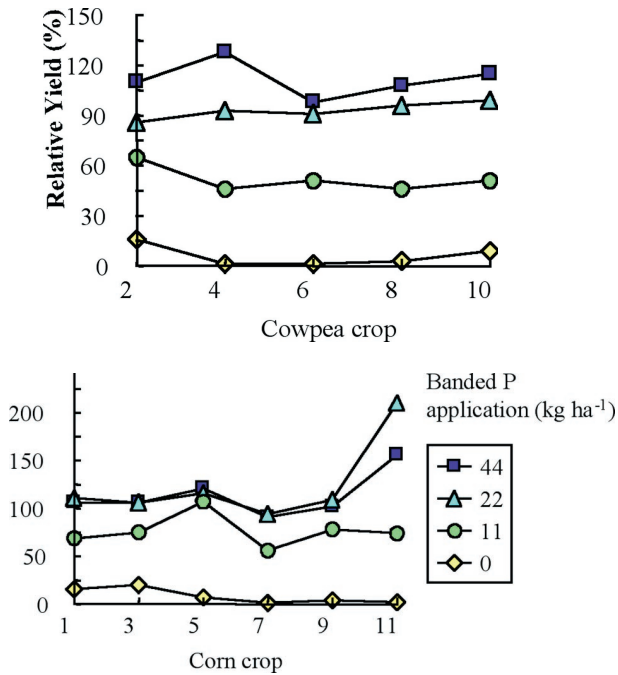 Relative Yield (%)
150
120
90
60
30
0
2 4 6 8 10
Cowpea crop
200
150
100
50
0
1 3 5 7 9 11
Corn crop
Banded P
application (kg ha⁻¹)
44
22
11
0